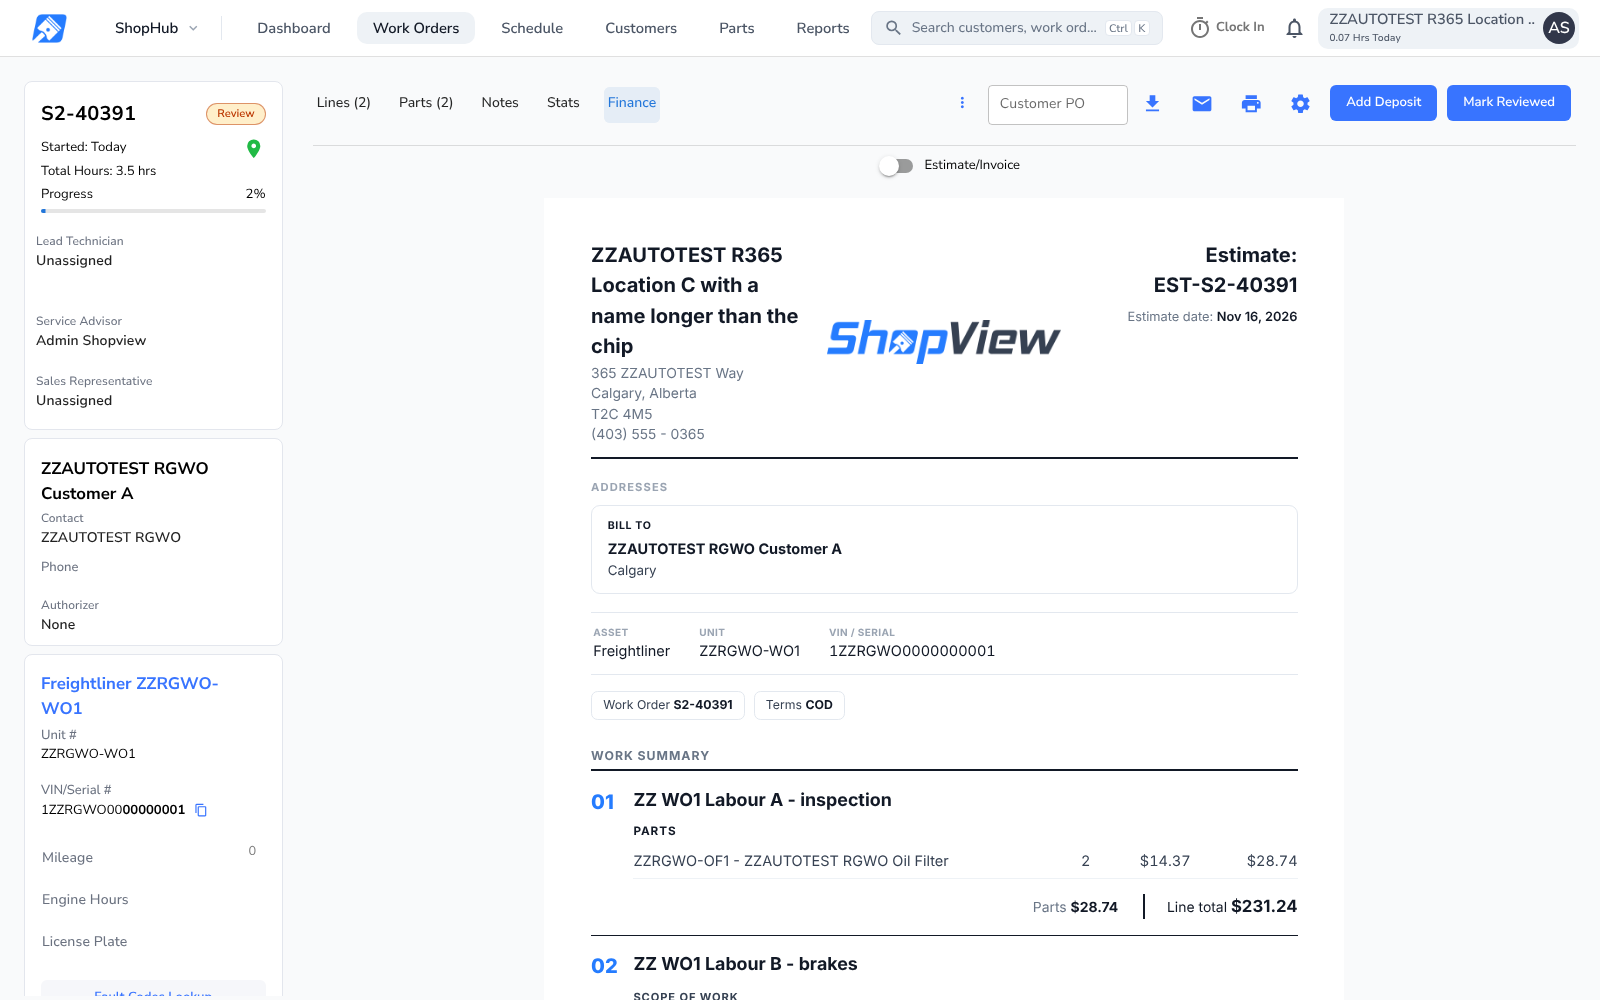 ShopHub
Dashboard
Work Orders
Schedule
Customers
Parts
Reports
Search customers, work ord...
Ctrl
K
Clock In
ZZAUTOTEST R365 Location ..
0.07 Hrs Today
AS
S2-40391
Review
Started: Today
Total Hours: 3.5 hrs
Progress
2%
Lead Technician
Unassigned
Service Advisor
Admin Shopview
Sales Representative
Unassigned
ZZAUTOTEST RGWO
Customer A
Contact
ZZAUTOTEST RGWO
Phone
Authorizer
None
Freightliner ZZRGWO-
WO1
Unit #
ZZRGWO-WO1
VIN/Serial #
1ZZRGWO0000000001
Mileage
0
Engine Hours
License Plate
Fault Codes Lookup
Lines (2)
Parts (2)
Notes
Stats
Finance
Customer PO
Add Deposit
Mark Reviewed
Estimate/Invoice
ZZAUTOTEST R365
Location C with a
name longer than the
chip
365 ZZAUTOTEST Way
Calgary, Alberta
T2C 4M5
(403) 555 - 0365
ShopView
Estimate:
EST-S2-40391
Estimate date: Nov 16, 2026
ADDRESSES
BILL TO
ZZAUTOTEST RGWO Customer A
Calgary
ASSET
Freightliner
UNIT
ZZRGWO-WO1
VIN / SERIAL
1ZZRGWO0000000001
Work Order S2-40391
Terms COD
WORK SUMMARY
01 ZZ WO1 Labour A - inspection
PARTS
ZZRGWO-OF1 - ZZAUTOTEST RGWO Oil Filter 2 $14.37 $28.74
Parts $28.74 Line total $231.24
02 ZZ WO1 Labour B - brakes
SCOPE OF WORK